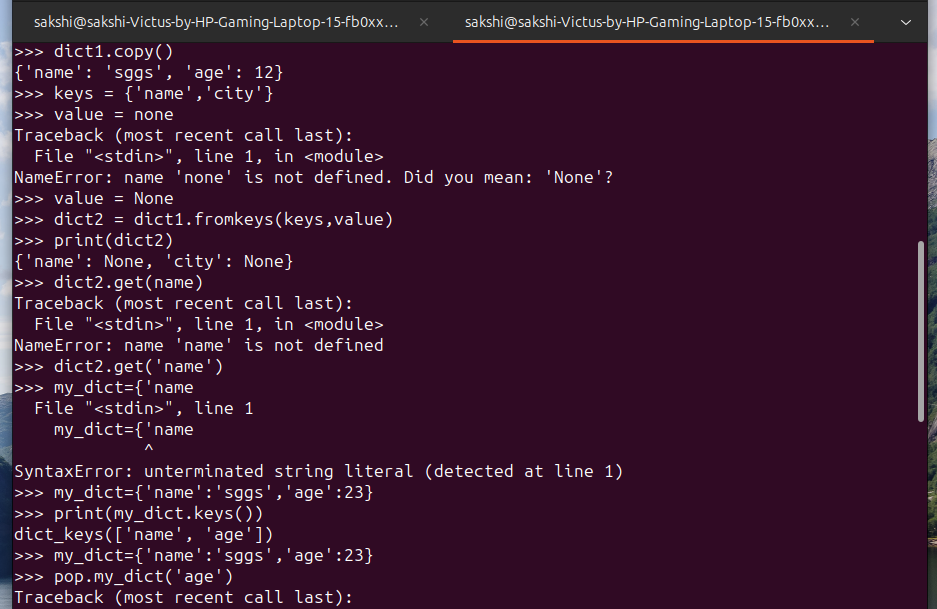 sakshi@sakshi-Victus-by-HP-Gaming-Laptop-15-fb0xx... × sakshi@sakshi-Victus-by-HP-Gaming-Laptop-15-fb0xx... ×
>>> dict1.copy()
{'name': 'sggs', 'age': 12}
>>> keys = {'name','city'}
>>> value = none
Traceback (most recent call last):
  File "<stdin>", line 1, in <module>
NameError: name 'none' is not defined. Did you mean: 'None'?
>>> value = None
>>> dict2 = dict1.fromkeys(keys,value)
>>> print(dict2)
{'name': None, 'city': None}
>>> dict2.get(name)
Traceback (most recent call last):
  File "<stdin>", line 1, in <module>
NameError: name 'name' is not defined
>>> dict2.get('name')
>>> my_dict={'name
  File "<stdin>", line 1
    my_dict={'name
             ^
SyntaxError: unterminated string literal (detected at line 1)
>>> my_dict={'name':'sggs','age':23}
>>> print(my_dict.keys())
dict_keys(['name', 'age'])
>>> my_dict={'name':'sggs','age':23}
>>> pop.my_dict('age')
Traceback (most recent call last):